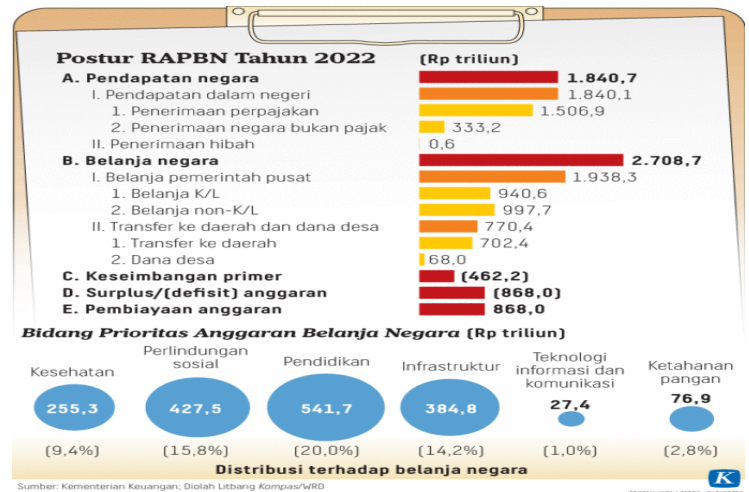 Postur RAPBN Tahun 2022 (Rp triliun)
A. Pendapatan negara 1.840,7
I. Pendapatan dalam negeri 1.840,1
1. Penerimaan perpajakan 1.506,9
2. Penerimaan negara bukan pajak 333,2
II. Penerimaan hibah 0,6
B. Belanja negara 2.708,7
I. Belanja pemerintah pusat 1.938,3
1. Belanja K/L 940,6
2. Belanja non-K/L 997,7
II. Transfer ke daerah dan dana desa 770,4
1. Transfer ke daerah 702,4
2. Dana desa 68,0
C. Keseimbangan primer (462,2)
D. Surplus/(defisit) anggaran (868,0)
E. Pembiayaan anggaran 868,0
Bidang Prioritas Anggaran Belanja Negara (Rp triliun)
Kesehatan
255,3
(9,4%)
Perlindungan
sosial
427,5
(15,8%)
Pendidikan
541,7
(20,0%)
Infrastruktur
384,8
(14,2%)
Teknologi
informasi dan
komunikasi
27,4
(1,0%)
Ketahanan
pangan
76,9
(2,8%)
Distribusi terhadap belanja negara
Sumber: Kementerian Keuangan; Diolah Litbang Kompas/WRD
K